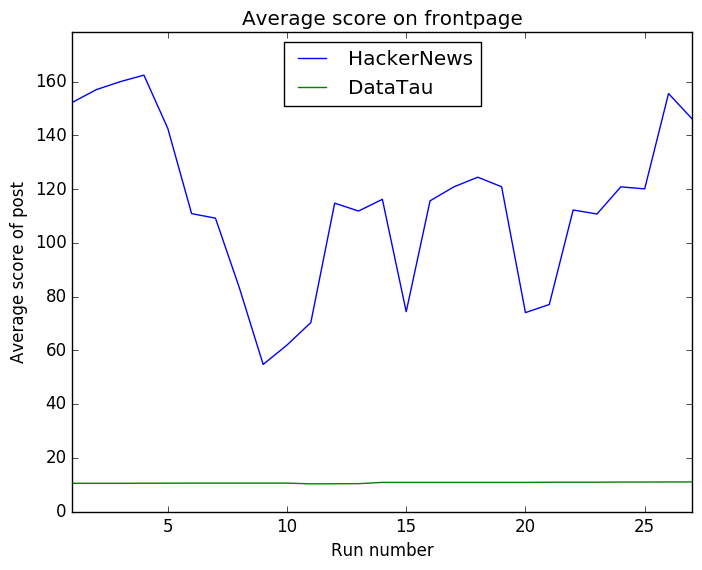 Average score on frontpage
HackerNews
DataTau
Average score of post
160
140
120
100
80
60
40
20
0
5 10 15 20 25
Run number